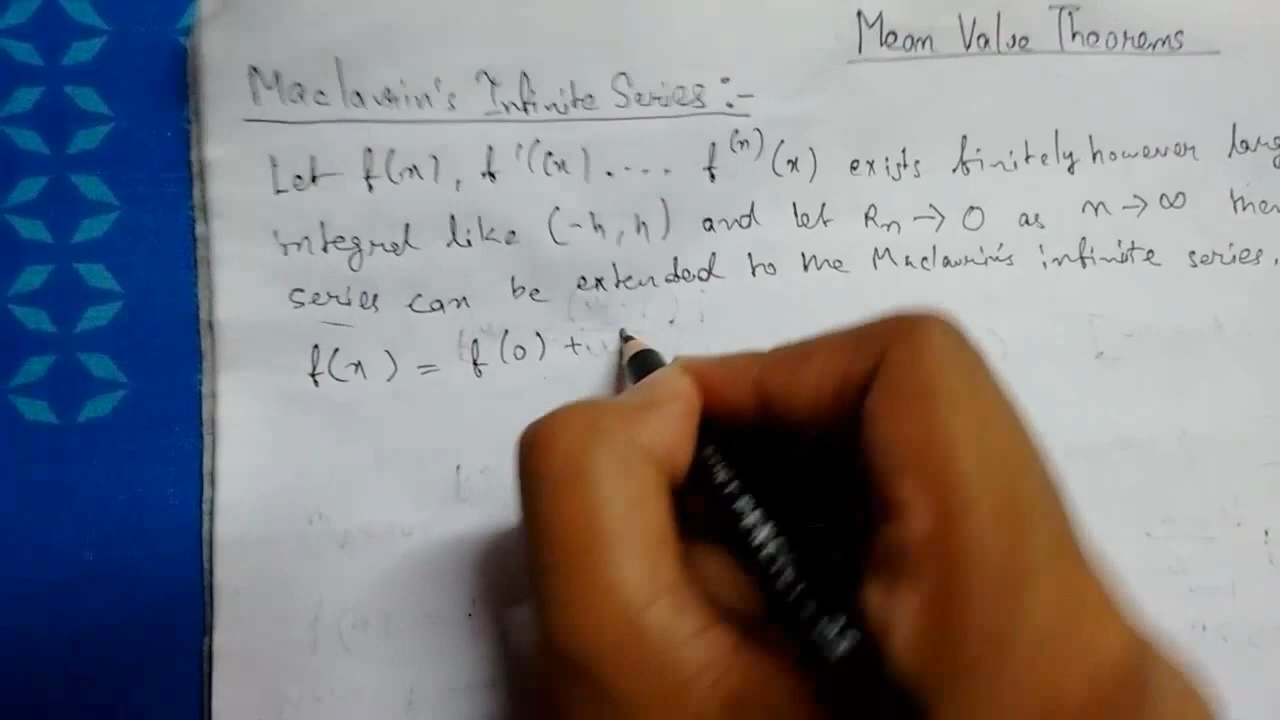 Mean Value Theorems
Maclaurin's Infinite Series :-
Let f(x), f'(x) .... f^(n)(x) exists finitely however
integral like (-h, h) and let Rn → 0 as n → ∞ then
series can be extended to the Maclaurin's infinite series.
f(x) = f(0) +